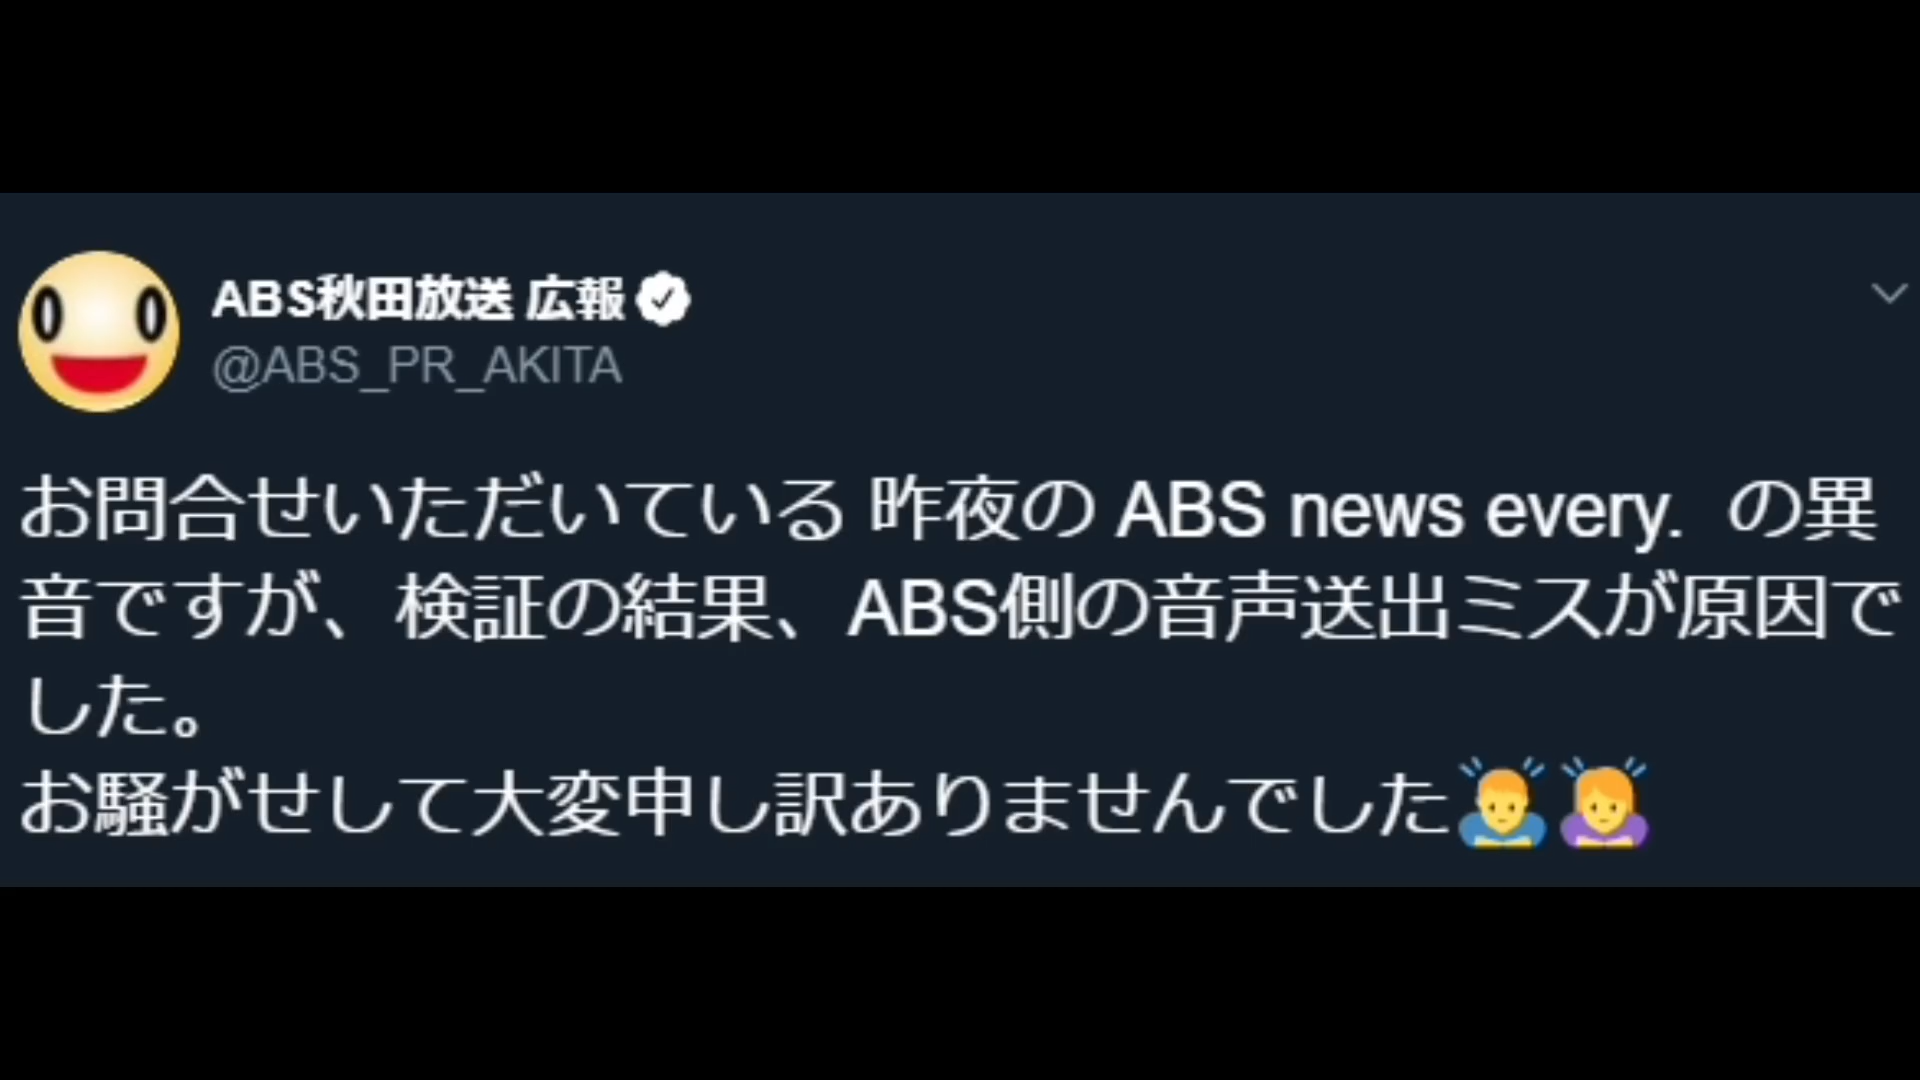 ABS秋田放送 広報
@ABS_PR_AKITA
お問合せいただいている 昨夜の ABS news every. の異
音ですが、検証の結果、ABS側の音声送出ミスが原因で
した。
お騒がせして大変申し訳ありませんでした🙇‍♂️🙇‍♀️